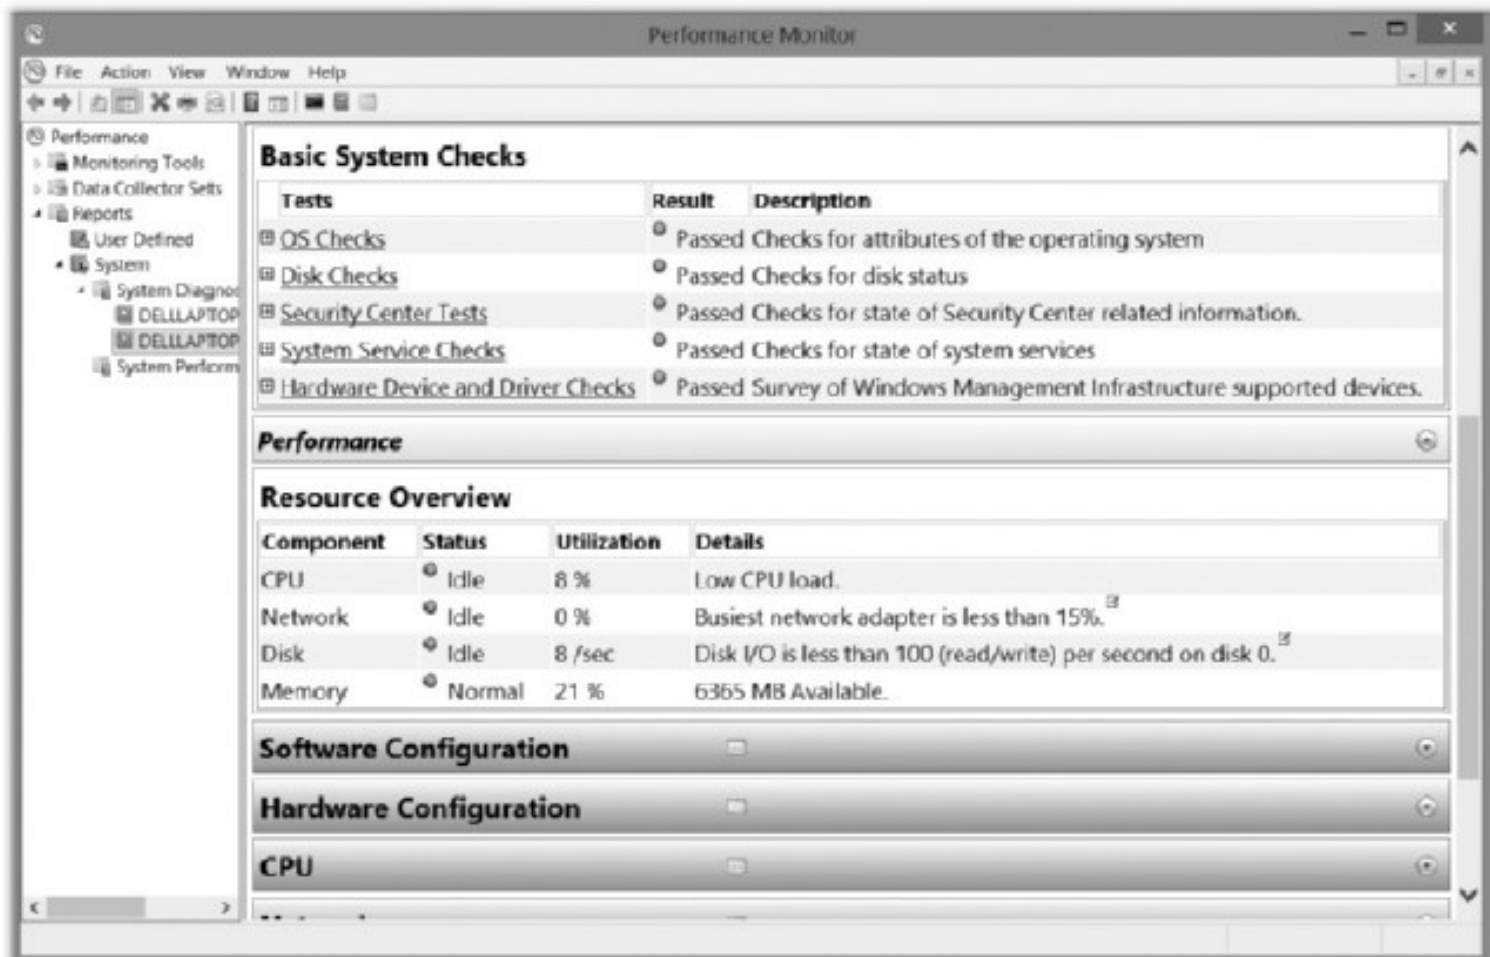 Performance Monitor
File Action View Window Help
Performance
Monitoring Tools
Data Collector Sets
Reports
User Defined
System
System Diagnos
DELLLAPTOP
DELLLAPTOP
System Perform
Basic System Checks
Tests Result Description
OS Checks Passed Checks for attributes of the operating system
Disk Checks Passed Checks for disk status
Security Center Tests Passed Checks for state of Security Center related information.
System Service Checks Passed Checks for state of system services
Hardware Device and Driver Checks Passed Survey of Windows Management Infrastructure supported devices.
Performance
Resource Overview
Component Status Utilization Details
CPU Idle 8 % Low CPU load.
Network Idle 0 % Busiest network adapter is less than 15%.
Disk Idle 8 /sec Disk I/O is less than 100 (read/write) per second on disk 0.
Memory Normal 21 % 6365 MB Available.
Software Configuration
Hardware Configuration
CPU